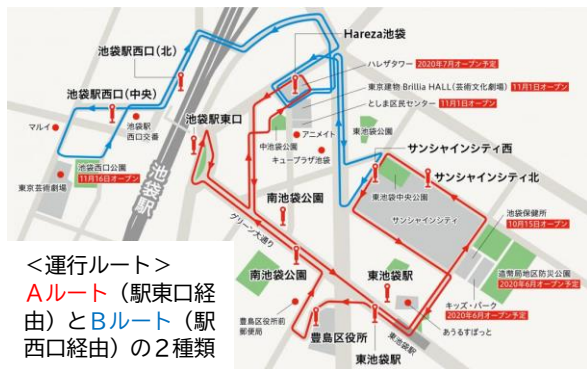 Hareza池袋
ハレザタワー 2020年7月オープン予定
東京建物 Brillia HALL(芸術文化劇場) 11月1日オープン
としま区民センター 11月1日オープン
池袋駅西口(北)
池袋駅西口(中央)
マルイ
池袋駅
西口交番
池袋駅東口
中池袋公園
アニメイト
キュープラザ池袋
東池袋公園
池袋西口公園
11月16日オープン
東京芸術劇場
池袋駅
サンシャインシティ西
サンシャインシティ北
東池袋中央公園
サンシャインシティ
南池袋公園
グリーン大通り
池袋保健所
10月15日オープン
造幣局地区防災公園
2020年6月オープン予定
キッズ・パーク
2020年6月オープン予定
南池袋公園
東池袋駅
あうるすぽっと
豊島区役所前
郵便局
豊島区役所
東池袋駅
東池袋駅
<運行ルート>
Aルート(駅東口経
由)とBルート(駅
西口経由)の2種類